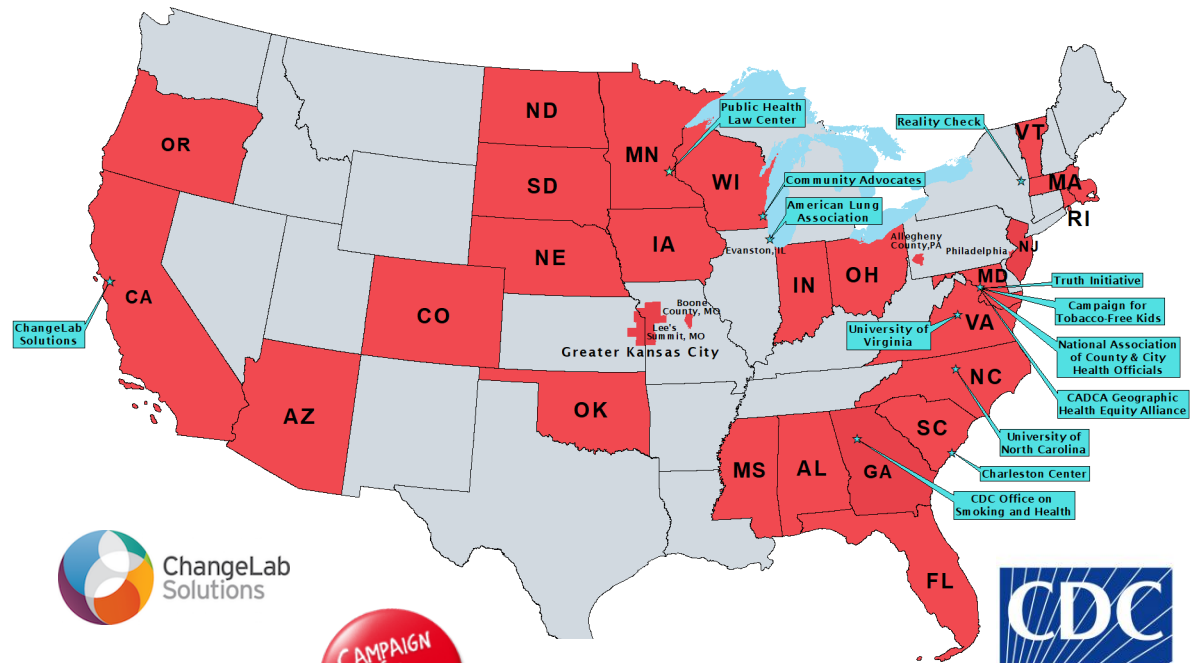 ND
Public Health
Law Center
Reality Check
VT
OR
MN
WI
Community Advocates
MA
SD
American Lung
Association
RI
IA
Evanston, IL
Allegheny
County,PA
Philadelphia
NJ
NE
IN
OH
MD
Truth Initiative
CA
CO
Boone
County, MO
Lee's
Summit, MO
Greater Kansas City
University of
Virginia
VA
Campaign for
Tobacco-Free Kids
ChangeLab
Solutions
National Association
of County & City
Health Officials
NC
CADCA Geographic
Health Equity Alliance
AZ
OK
SC
University of
North Carolina
MS
AL
GA
Charleston Center
CDC Office on
Smoking and Health
FL
ChangeLab
Solutions
CAMPAIGN
CDC